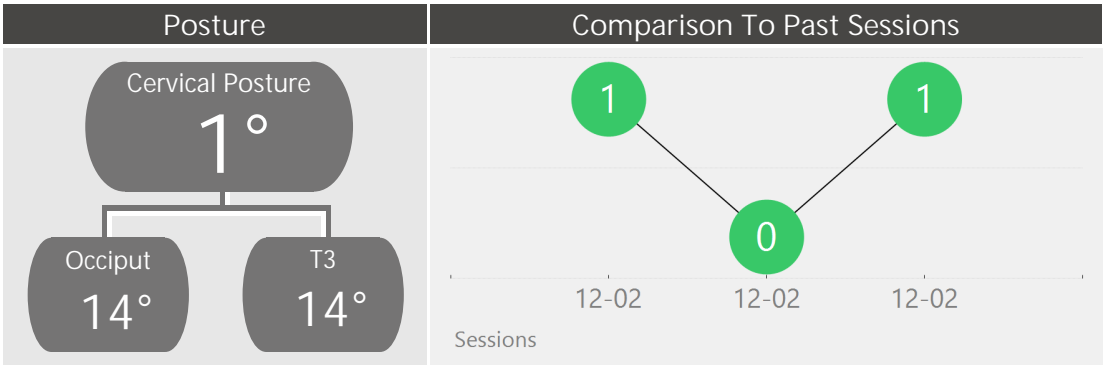 Posture
Cervical Posture
1°
Occiput
14°
T3
14°
Comparison To Past Sessions
1
1
0
12-02
12-02
12-02
Sessions